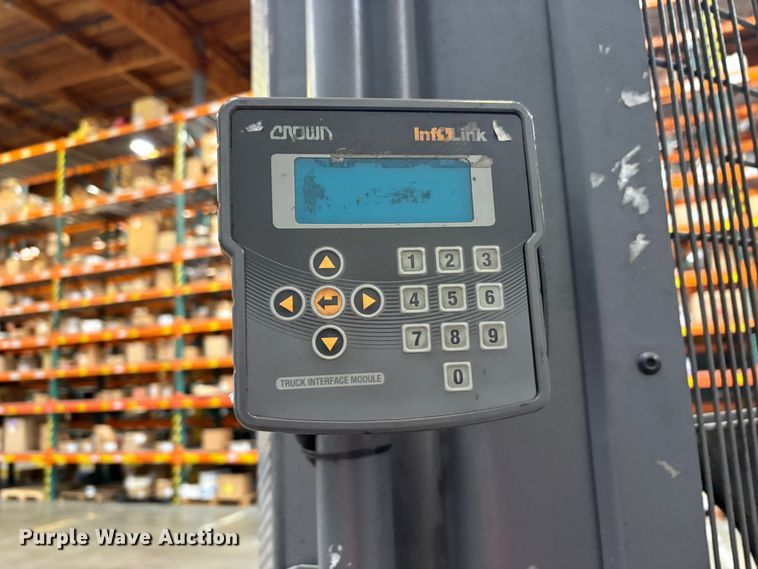 CROWN
InfoLink
1 2 3
4 5 6
7 8 9
0
TRUCK INTERFACE MODULE
Purple Wave Auction